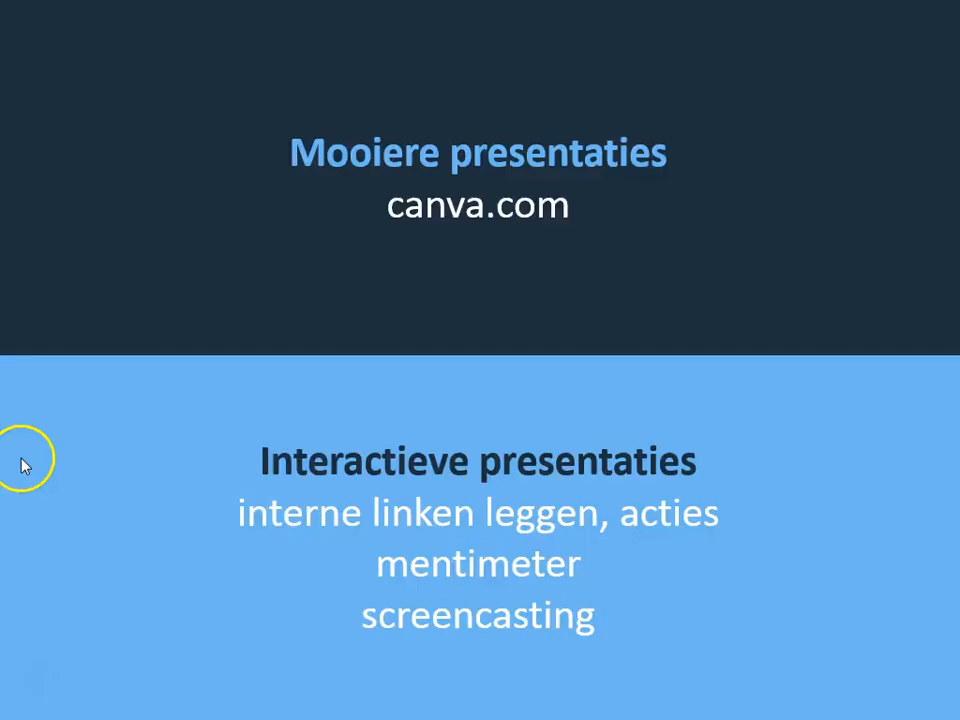 Mooiere presentaties
canva.com
Interactieve presentaties
interne linken leggen, acties
mentimeter
screencasting